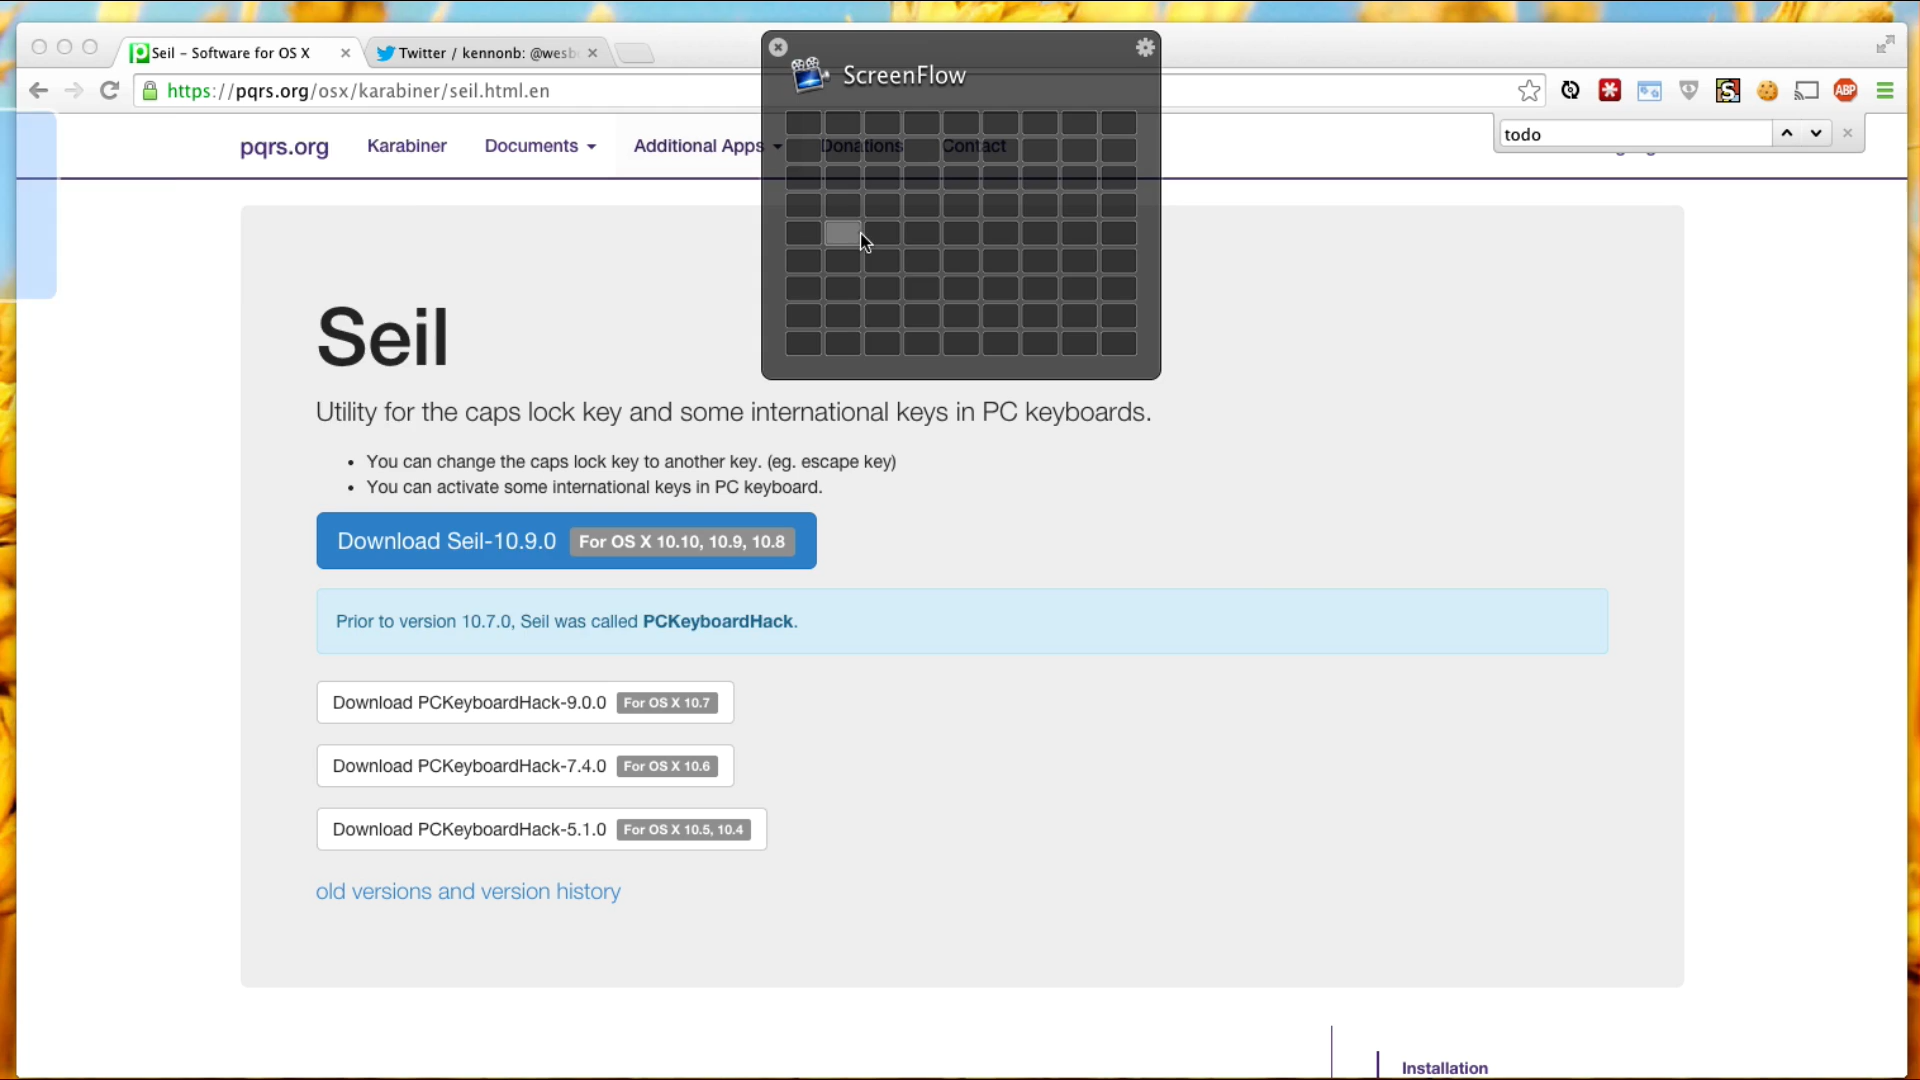 Seil – Software for OS X
Twitter / kennonb: @wesb
https://pqrs.org/osx/karabiner/seil.html.en
ABP
ScreenFlow
todo
pqrs.org
Karabiner
Documents
Additional Apps
Donations
Contact
Seil
Utility for the caps lock key and some international keys in PC keyboards.
• You can change the caps lock key to another key. (eg. escape key)
• You can activate some international keys in PC keyboard.
Download Seil-10.9.0 For OS X 10.10, 10.9, 10.8
Prior to version 10.7.0, Seil was called PCKeyboardHack.
Download PCKeyboardHack-9.0.0 For OS X 10.7
Download PCKeyboardHack-7.4.0 For OS X 10.6
Download PCKeyboardHack-5.1.0 For OS X 10.5, 10.4
old versions and version history
Installation